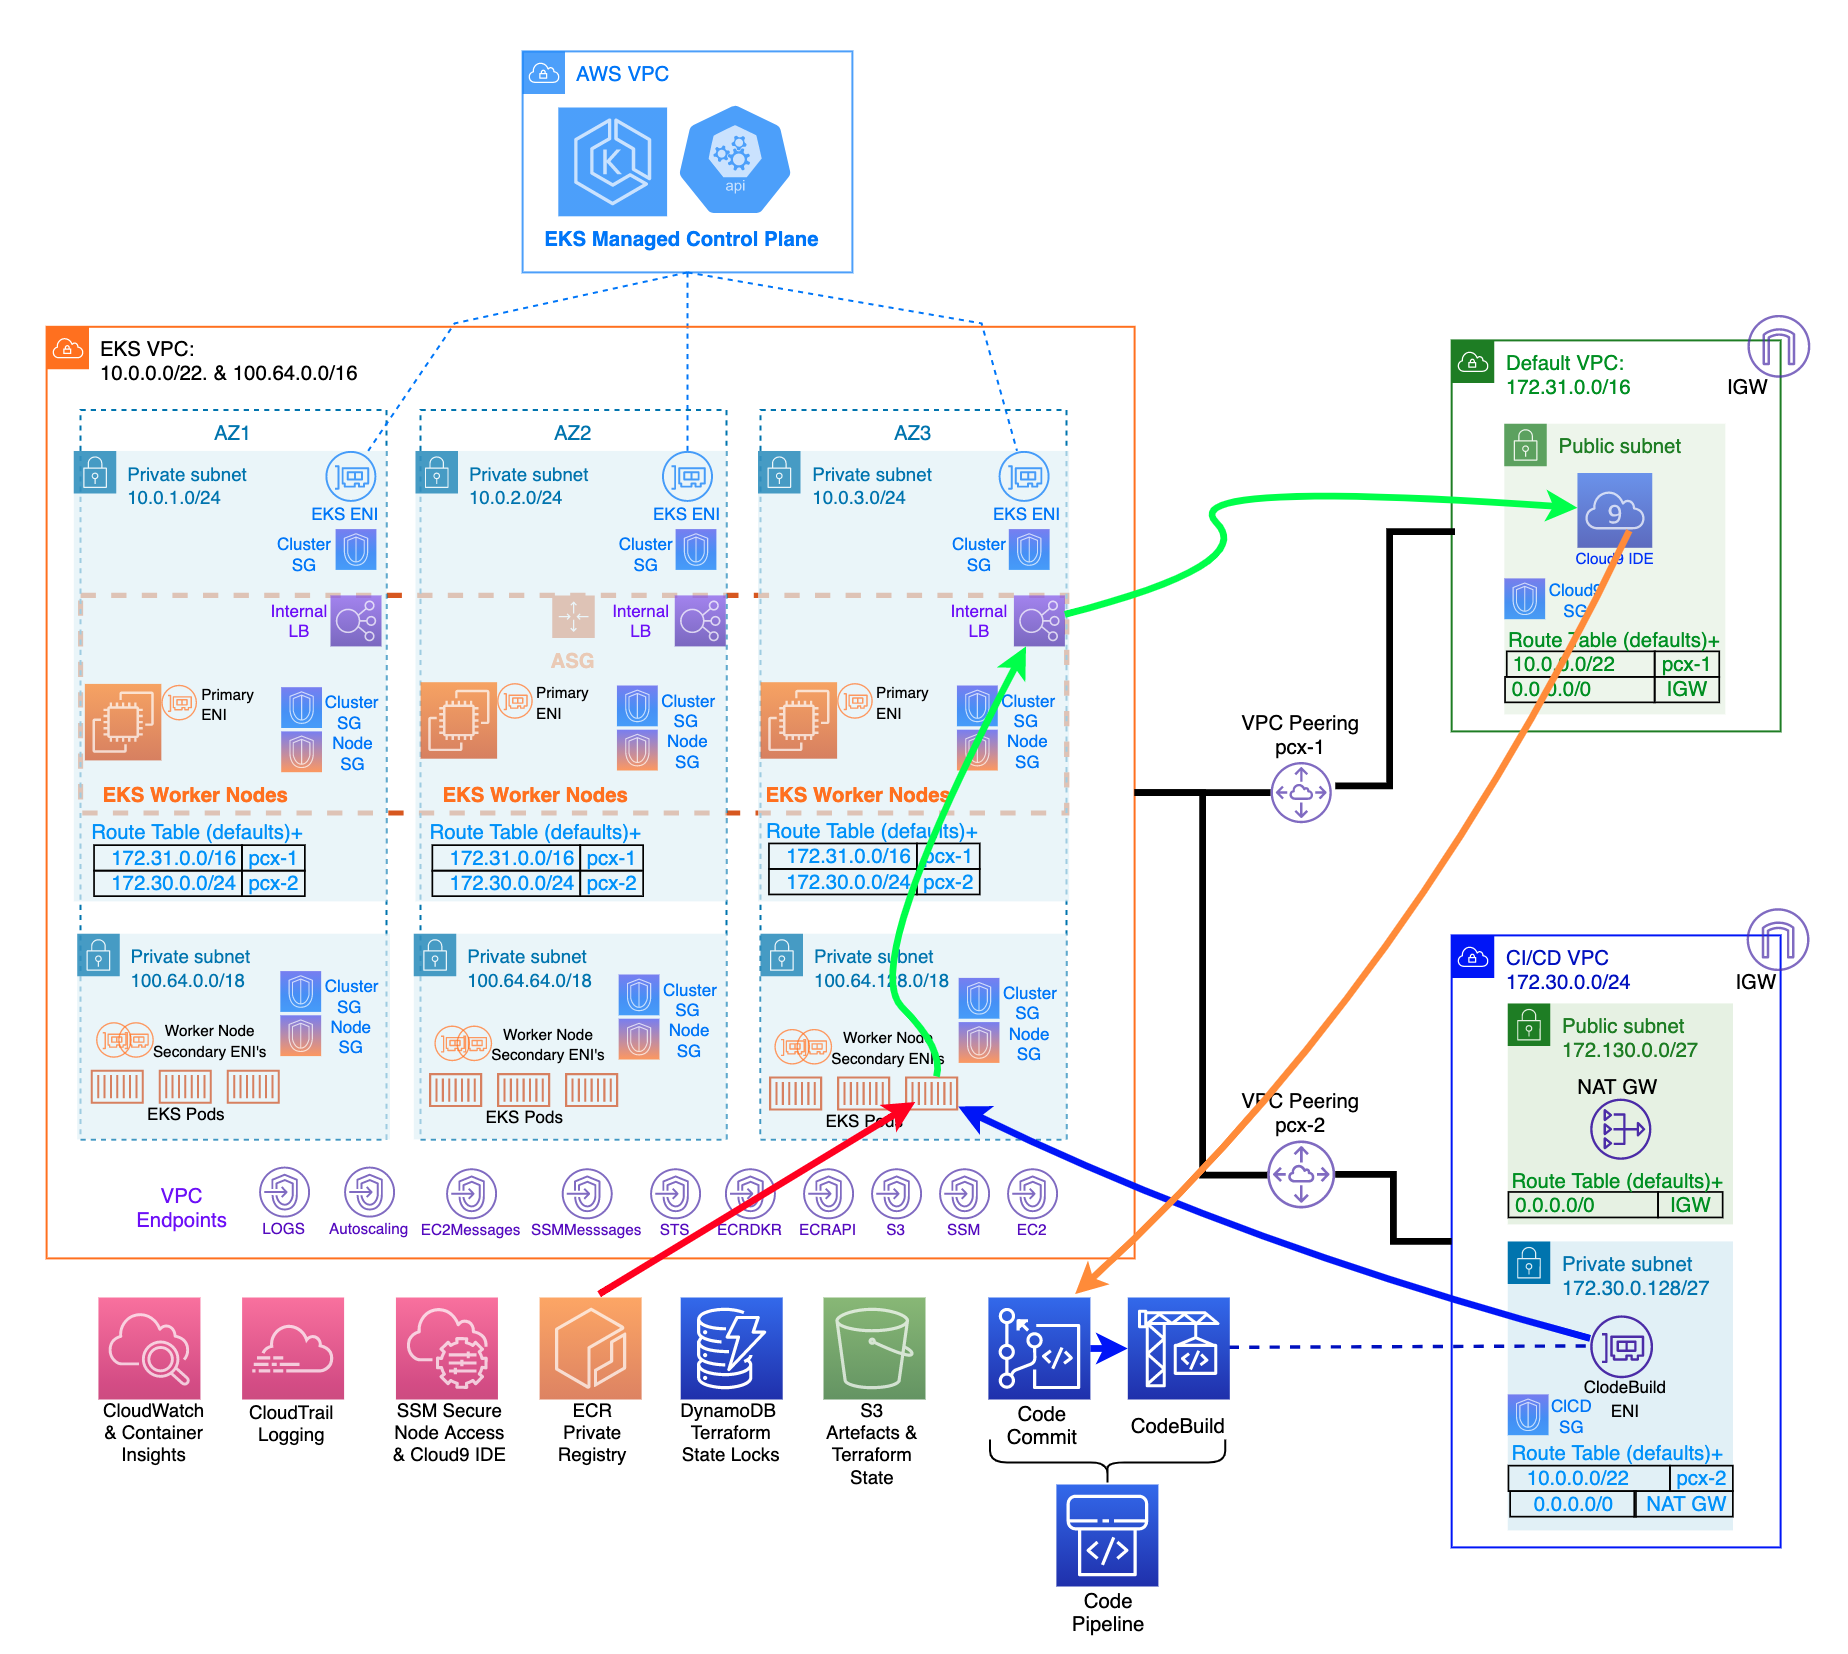 AWS VPC
K
api
EKS Managed Control Plane
EKS VPC:
10.0.0.0/22. & 100.64.0.0/16
AZ1
Private subnet
10.0.1.0/24
EKS ENI
Cluster
SG
Internal
LB
Primary
ENI
Cluster
SG
Node
SG
EKS Worker Nodes
Route Table (defaults)+
172.31.0.0/16 pcx-1
172.30.0.0/24 pcx-2
Private subnet
100.64.0.0/18
Cluster
SG
Node
SG
Worker Node
Secondary ENI's
EKS Pods
AZ2
Private subnet
10.0.2.0/24
EKS ENI
Cluster
SG
Internal
LB
ASG
Primary
ENI
Cluster
SG
Node
SG
EKS Worker Nodes
Route Table (defaults)+
172.31.0.0/16 pcx-1
172.30.0.0/24 pcx-2
Private subnet
100.64.64.0/18
Cluster
SG
Node
SG
Worker Node
Secondary ENI's
EKS Pods
AZ3
Private subnet
10.0.3.0/24
EKS ENI
Cluster
SG
Internal
LB
Primary
ENI
Cluster
SG
Node
SG
EKS Worker Nodes
Route Table (defaults)+
172.31.0.0/16 pcx-1
172.30.0.0/24 pcx-2
Private subnet
100.64.128.0/18
Cluster
SG
Node
SG
Worker Node
Secondary ENI's
EKS Pods
VPC
Endpoints
LOGS
Autoscaling
EC2Messages
SSMMesssages
STS
ECRDKR
ECRAPI
S3
SSM
EC2
VPC Peering
pcx-1
VPC Peering
pcx-2
Default VPC:
172.31.0.0/16
IGW
Public subnet
9
Cloud9 IDE
Cloud9
SG
Route Table (defaults)+
10.0.0.0/22 pcx-1
0.0.0.0/0 IGW
CI/CD VPC
172.30.0.0/24
IGW
Public subnet
172.130.0.0/27
NAT GW
Route Table (defaults)+
0.0.0.0/0 IGW
Private subnet
172.30.0.128/27
ClodeBuild
ENI
CICD
SG
Route Table (defaults)+
10.0.0.0/22 pcx-2
0.0.0.0/0 NAT GW
CloudWatch
& Container
Insights
CloudTrail
Logging
SSM Secure
Node Access
& Cloud9 IDE
ECR
Private
Registry
DynamoDB
Terraform
State Locks
S3
Artefacts &
Terraform
State
Code
Commit
CodeBuild
Code
Pipeline